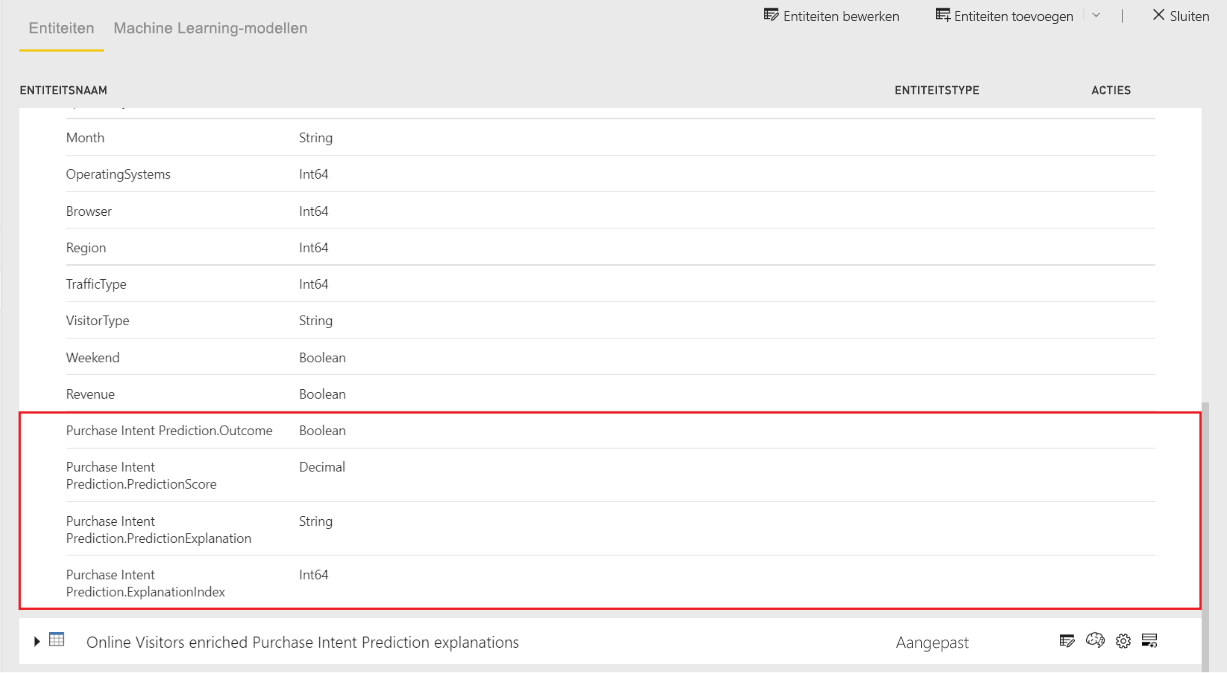 Entiteiten Machine Learning-modellen Entiteiten bewerken Entiteiten toevoegen Sluiten
ENTITEITSNAAM ENTITEITSTYPE ACTIES
Month String
OperatingSystems Int64
Browser Int64
Region Int64
TrafficType Int64
VisitorType String
Weekend Boolean
Revenue Boolean
Purchase Intent Prediction.Outcome Boolean
Purchase Intent Decimal
Prediction.PredictionScore
Purchase Intent String
Prediction.PredictionExplanation
Purchase Intent Int64
Prediction.ExplanationIndex
Online Visitors enriched Purchase Intent Prediction explanations Aangepast